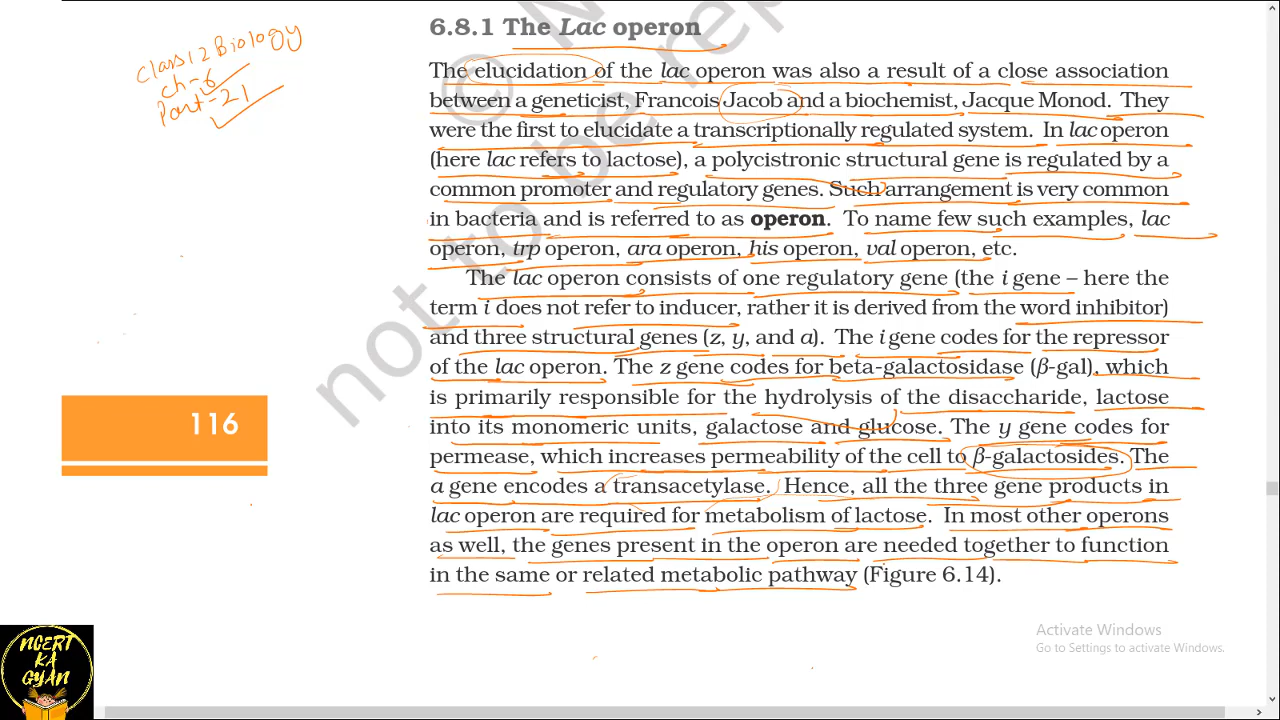 6.8.1 The Lac operon
Class 12 Biology
Ch-6
Part-21
The elucidation of the lac operon was also a result of a close association
between a geneticist, Francois Jacob and a biochemist, Jacque Monod. They
were the first to elucidate a transcriptionally regulated system. In lac operon
(here lac refers to lactose), a polycistronic structural gene is regulated by a
common promoter and regulatory genes. Such arrangement is very common
in bacteria and is referred to as operon. To name few such examples, lac
operon, trp operon, ara operon, his operon, val operon, etc.
The lac operon consists of one regulatory gene (the i gene – here the
term i does not refer to inducer, rather it is derived from the word inhibitor)
and three structural genes (z, y, and a). The i gene codes for the repressor
of the lac operon. The z gene codes for beta-galactosidase (β-gal), which
is primarily responsible for the hydrolysis of the disaccharide, lactose
into its monomeric units, galactose and glucose. The y gene codes for
permease, which increases permeability of the cell to β-galactosides. The
a gene encodes a transacetylase. Hence, all the three gene products in
lac operon are required for metabolism of lactose. In most other operons
as well, the genes present in the operon are needed together to function
in the same or related metabolic pathway (Figure 6.14).
116
© N
not to be rep
NCERT
KA
GYAN
Activate Windows
Go to Settings to activate Windows.